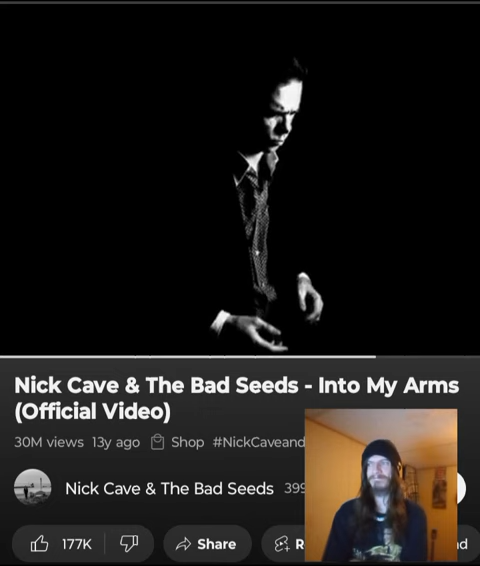 Nick Cave & The Bad Seeds - Into My Arms
(Official Video)
30M views 13y ago Shop #NickCaveand
Nick Cave & The Bad Seeds 399
177K Share R d